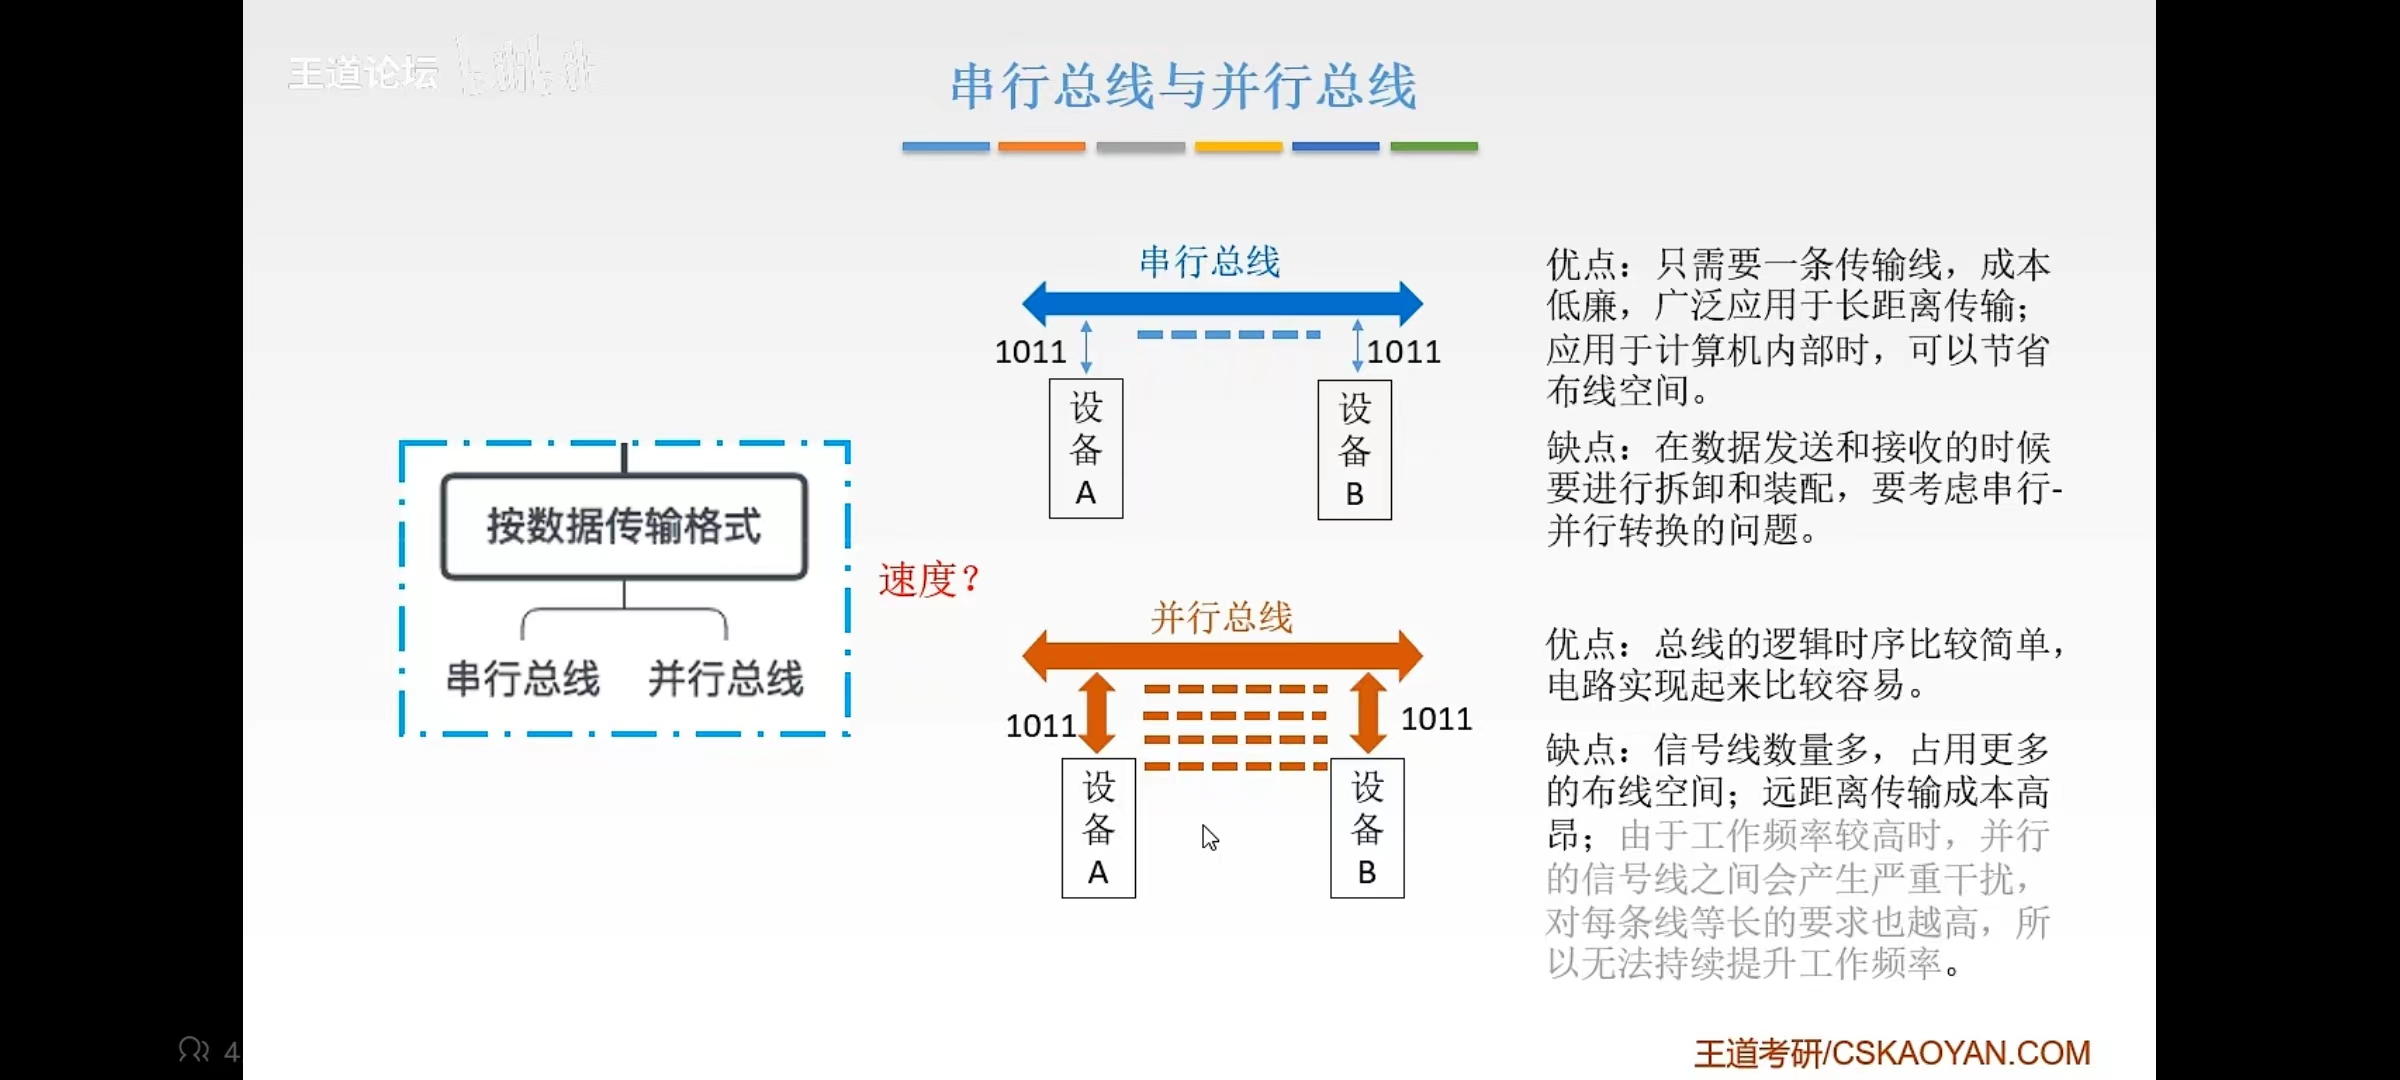 王道论坛
串行总线与并行总线
按数据传输格式
串行总线 并行总线
速度?
串行总线
1011 1011
设备A 设备B
并行总线
1011 1011
设备A 设备B
优点：只需要一条传输线，成本
低廉，广泛应用于长距离传输；
应用于计算机内部时，可以节省
布线空间。
缺点：在数据发送和接收的时候
要进行拆卸和装配，要考虑串行-
并行转换的问题。
优点：总线的逻辑时序比较简单，
电路实现起来比较容易。
缺点：信号线数量多，占用更多
的布线空间；远距离传输成本高
昂；由于工作频率较高时，并行
的信号线之间会产生严重干扰，
对每条线等长的要求也越高，所
以无法持续提升工作频率。
4
王道考研/CSKAOYAN.COM